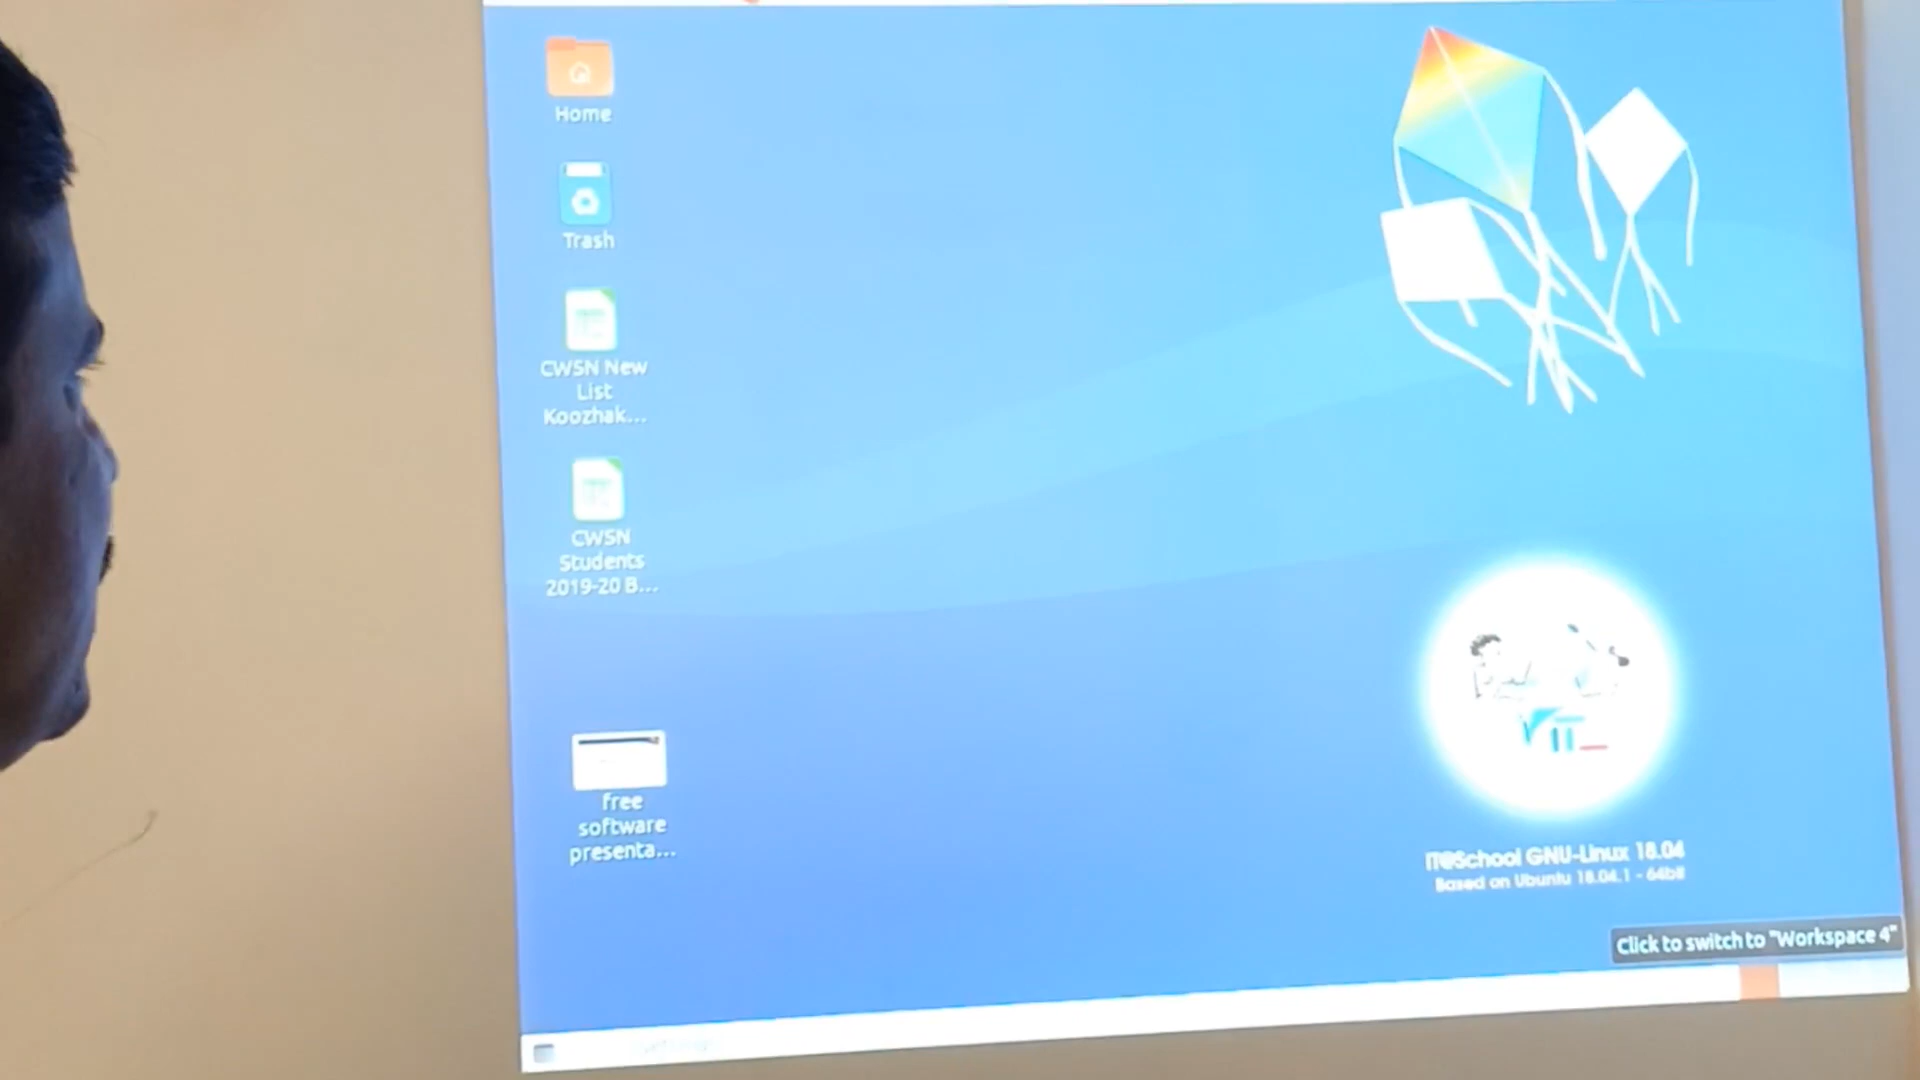 Home
Trash
CWSN New
List
Koozhak...
CWSN
Students
2019-20 B...
free
software
presenta...
IT@School GNU-Linux 18.04
Based on Ubuntu 18.04.1 - 64bit
Click to switch to "Workspace 4"